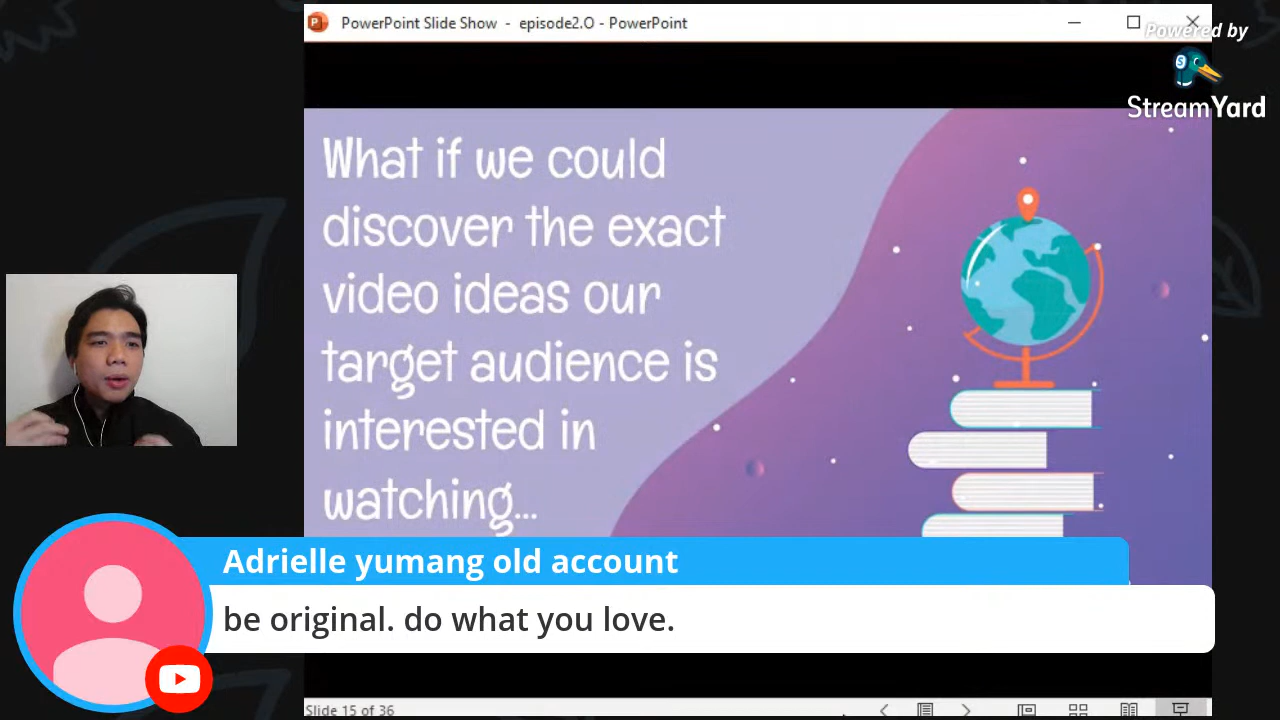 PowerPoint Slide Show - episode2.O - PowerPoint
Powered by
StreamYard
What if we could
discover the exact
video ideas our
target audience is
interested in
watching...
Adrielle yumang old account
be original. do what you love.
Slide 15 of 36